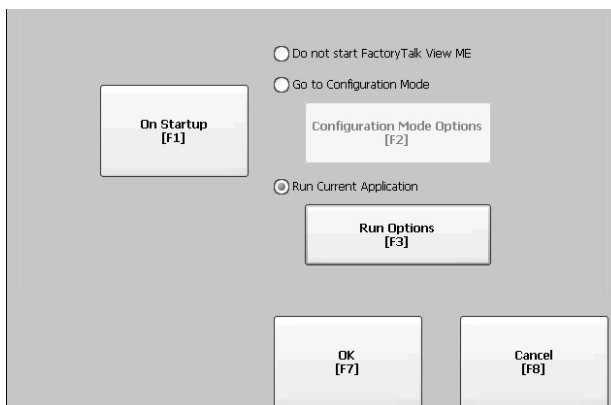 Do not start FactoryTalk View ME
Go to Configuration Mode
On Startup
[F1]
Configuration Mode Options
[F2]
Run Current Application
Run Options
[F3]
OK
[F7]
Cancel
[F8]